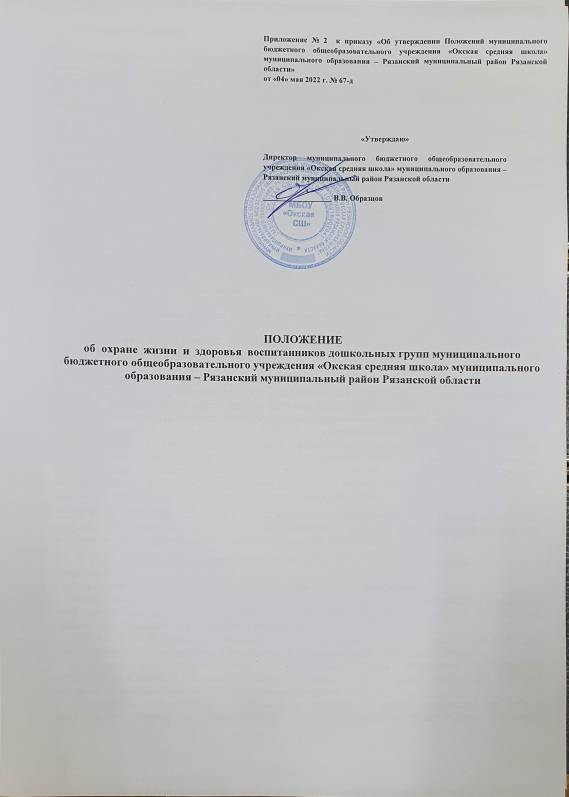 Приложение № 2 к приказу «Об утверждении Положений муниципального
бюджетного общеобразовательного учреждения «Окская средняя школа»
муниципального образования – Рязанский муниципальный район Рязанской
области»
от «04» мая 2022 г. № 67-д
«Утверждаю»
Директор муниципального бюджетного общеобразовательного
учреждения «Окская средняя школа» муниципального образования –
Рязанский муниципальный район Рязанской области
В.В. Образцов
МБОУ
«Окская
СШ»
ПОЛОЖЕНИЕ
об охране жизни и здоровья воспитанников дошкольных групп муниципального
бюджетного общеобразовательного учреждения «Окская средняя школа» муниципального
образования – Рязанский муниципальный район Рязанской области